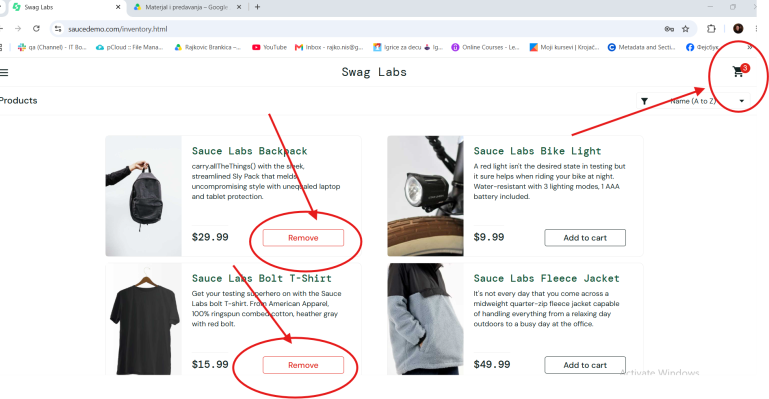 Swag Labs
Materjal i predavanja – Google
saucedemo.com/inventory.html
qa (Channel) - IT Bo...
pCloud :: File Mana...
Rajkovic Brankica –...
YouTube
Inbox - rajko.nis@g...
Igrice za decu
Online Courses - Le...
Moji kursevi | Krojač...
Metadata and Secti...
Swag Labs
3
Products
Name (A to Z)
Sauce Labs Backpack
carry.allTheThings() with the sleek,
streamlined Sly Pack that melds
uncompromising style with unequaled laptop
and tablet protection.
$29.99
Remove
Sauce Labs Bike Light
A red light isn't the desired state in testing but
it sure helps when riding your bike at night.
Water-resistant with 3 lighting modes, 1 AAA
battery included.
$9.99
Add to cart
Sauce Labs Bolt T-Shirt
Get your testing superhero on with the Sauce
Labs bolt T-shirt. From American Apparel,
100% ringspun combed cotton, heather gray
with red bolt.
$15.99
Remove
Sauce Labs Fleece Jacket
It's not every day that you come across a
midweight quarter-zip fleece jacket capable
of handling everything from a relaxing day
outdoors to a busy day at the office.
$49.99
Add to cart
Activate Windows